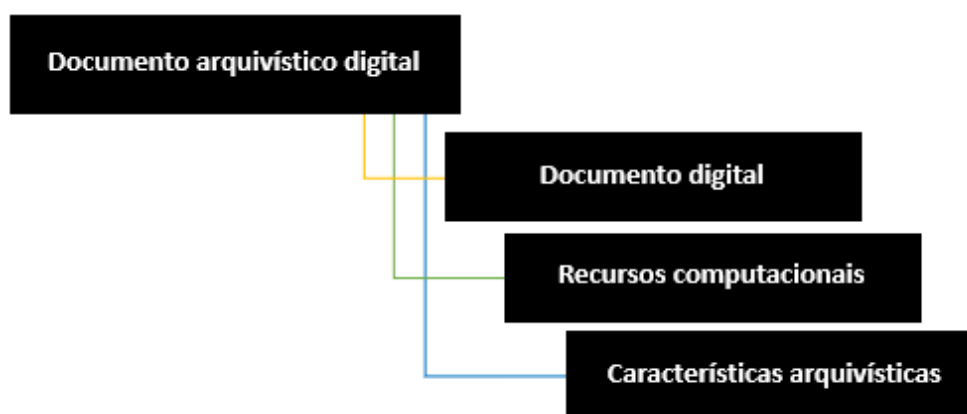 Documento arquivístico digital
Documento digital
Recursos computacionais
Características arquivísticas